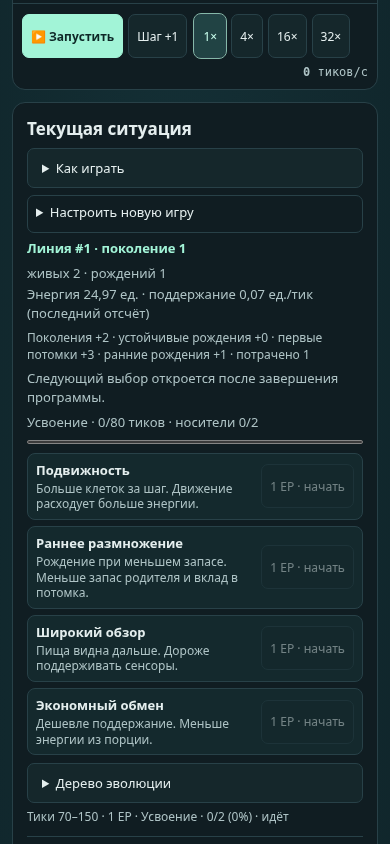 ▶ Запустить Шаг +1 1× 4× 16× 32×
0 тиков/с
Текущая ситуация
▶ Как играть
▶ Настроить новую игру
Линия #1 · поколение 1
живых 2 · рождений 1
Энергия 24,97 ед. · поддержание 0,07 ед./тик
(последний отсчёт)
Поколения +2 · устойчивые рождения +0 · первые
потомки +3 · ранние рождения +1 · потрачено 1
Следующий выбор откроется после завершения
программы.
Усвоение · 0/80 тиков · носители 0/2
Подвижность
Больше клеток за шаг. Движение
расходует больше энергии.
1 EP · начать
Раннее размножение
Рождение при меньшем запасе.
Меньше запас родителя и вклад в
потомка.
1 EP · начать
Широкий обзор
Пища видна дальше. Дороже
поддерживать сенсоры.
1 EP · начать
Экономный обмен
Дешевле поддержание. Меньше
энергии из порции.
1 EP · начать
▶ Дерево эволюции
Тики 70–150 · 1 EP · Усвоение · 0/2 (0%) · идёт